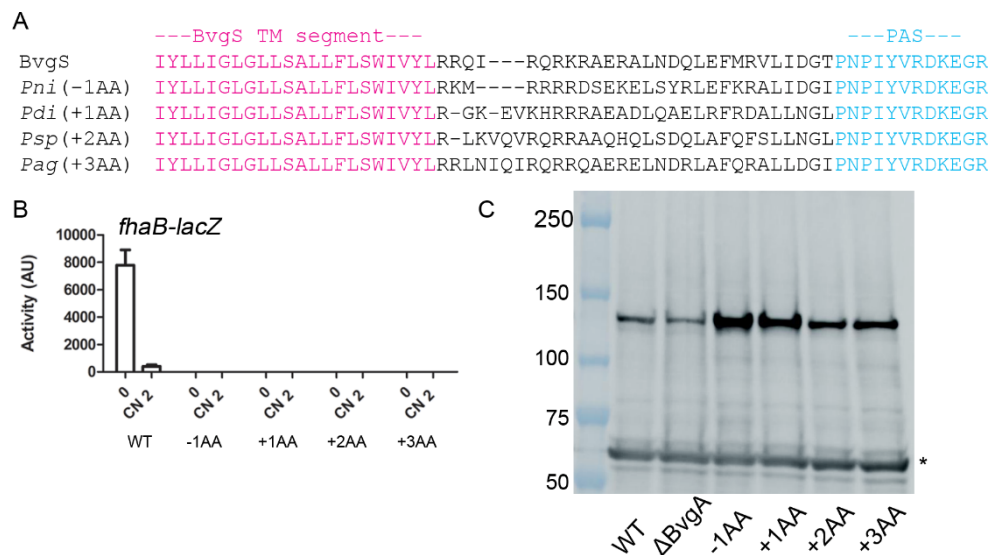 A
---BvgS TM segment---- ---PAS---
BvgS IYLLIGLGLLSALLFLSWIVYLRRQI---RQRKRAERALNDQLEFMRVLIDGTPNPIYVRDKEGR
Pni(-1AA) IYLLIGLGLLSALLFLSWIVYLRKM----RRRRDSEKELSYRLEFKRALIDGIPNPIYVRDKEGR
Pdi(+1AA) IYLLIGLGLLSALLFLSWIVYLR-GK-EVKHRRRAEADLQAELRFRDALLNGLPNPIYVRDKEGR
Psp(+2AA) IYLLIGLGLLSALLFLSWIVYLR-LKVQVRQRRAAQHQLSDQLAFQFSLLNGLPNPIYVRDKEGR
Pag(+3AA) IYLLIGLGLLSALLFLSWIVYLRRLNIQIRQRRQAERELNDRLAFQRALLDGIPNPIYVRDKEGR
B
fhaB-lacZ
Activity (AU)
10000
8000
6000
4000
2000
0
0 CN 2 0 CN 2 0 CN 2 0 CN 2 0 CN 2
WT -1AA +1AA +2AA +3AA
C
250
150
100
75
50
*
WT ΔBvgA -1AA +1AA +2AA +3AA